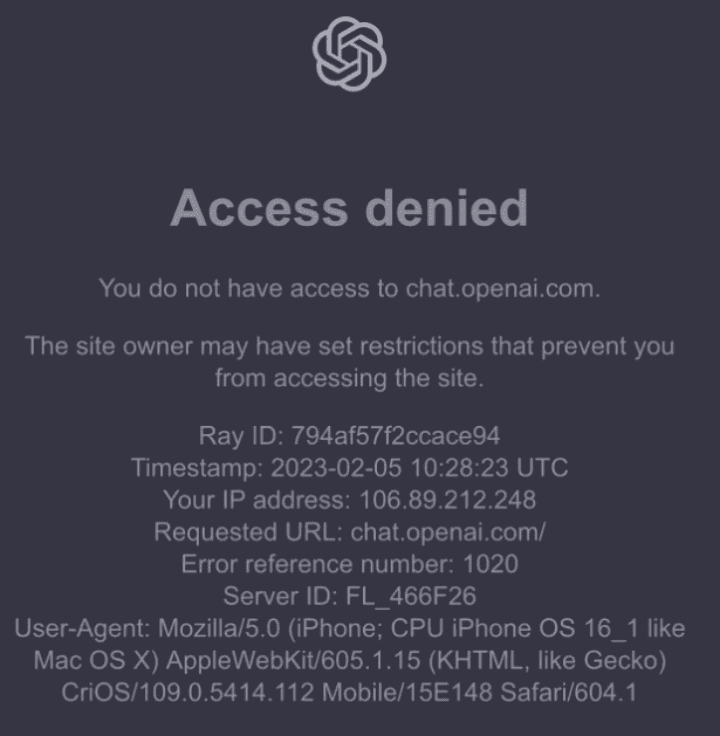 Access denied
You do not have access to chat.openai.com.
The site owner may have set restrictions that prevent you
from accessing the site.
Ray ID: 794af57f2ccace94
Timestamp: 2023-02-05 10:28:23 UTC
Your IP address: 106.89.212.248
Requested URL: chat.openai.com/
Error reference number: 1020
Server ID: FL_466F26
User-Agent: Mozilla/5.0 (iPhone; CPU iPhone OS 16_1 like
Mac OS X) AppleWebKit/605.1.15 (KHTML, like Gecko)
CriOS/109.0.5414.112 Mobile/15E148 Safari/604.1